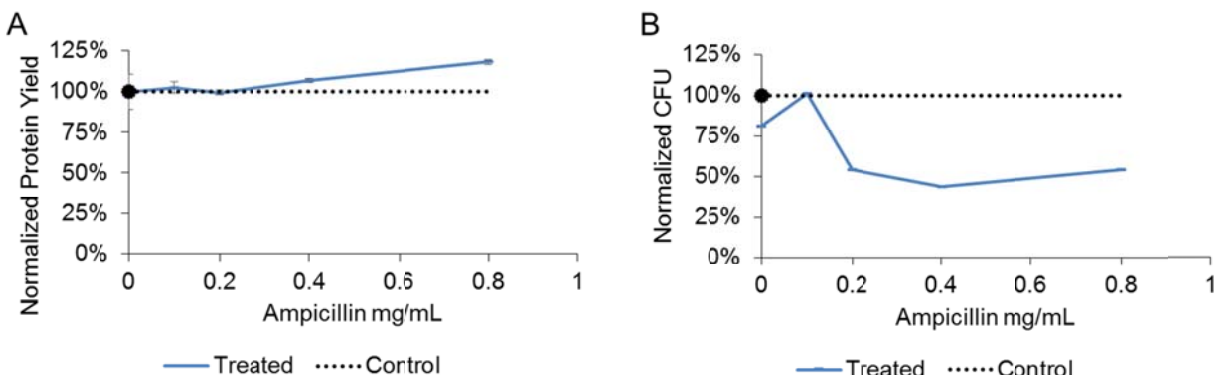 A
Normalized Protein Yield
125%
100%
75%
50%
25%
0%
0 0.2 0.4 0.6 0.8 1
Ampicillin mg/mL
Treated Control
B
Normalized CFU
125%
100%
75%
50%
25%
0%
0 0.2 0.4 0.6 0.8 1
Ampicillin mg/mL
Treated Control